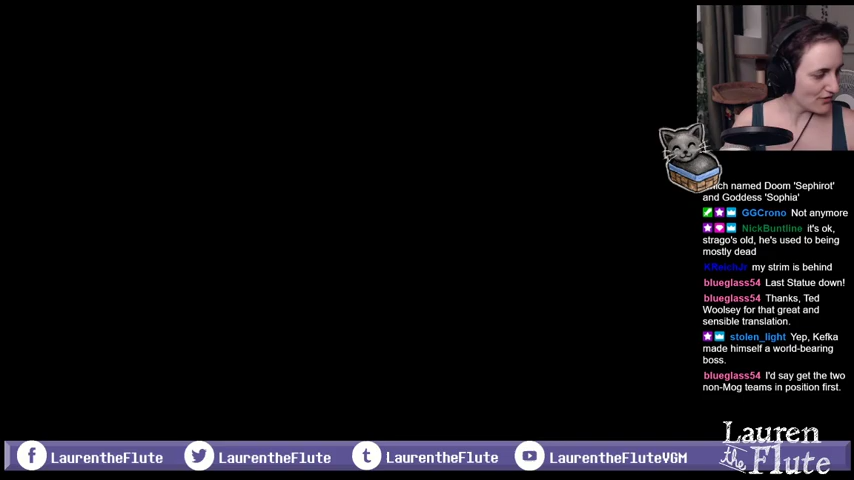 which named Doom 'Sephirot'
and Goddess 'Sophia'
GGCrono Not anymore
NickBuntline it's ok,
strago's old, he's used to being
mostly dead
KReichJr my strim is behind
blueglass54 Last Statue down!
blueglass54 Thanks, Ted
Woolsey for that great and
sensible translation.
stolen_light Yep, Kefka
made himself a world-bearing
boss.
blueglass54 I'd say get the two
non-Mog teams in position first.
Lauren
the Flute
LaurentheFlute LaurentheFlute LaurentheFlute LaurentheFluteVGM